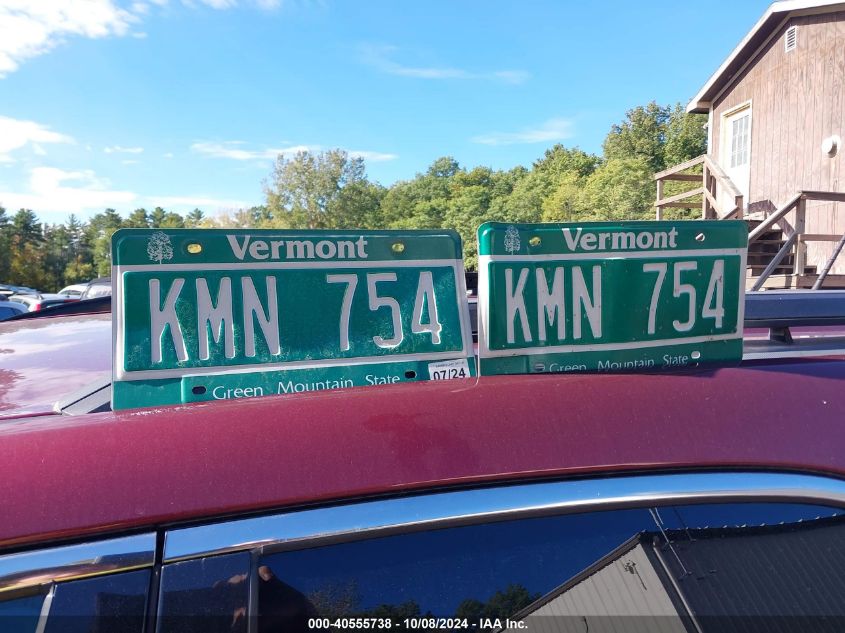 Vermont
KMN 754
Green Mountain State
07/24
Vermont
KMN 754
Green Mountain State
000-40555738 - 10/08/2024 - IAA Inc.